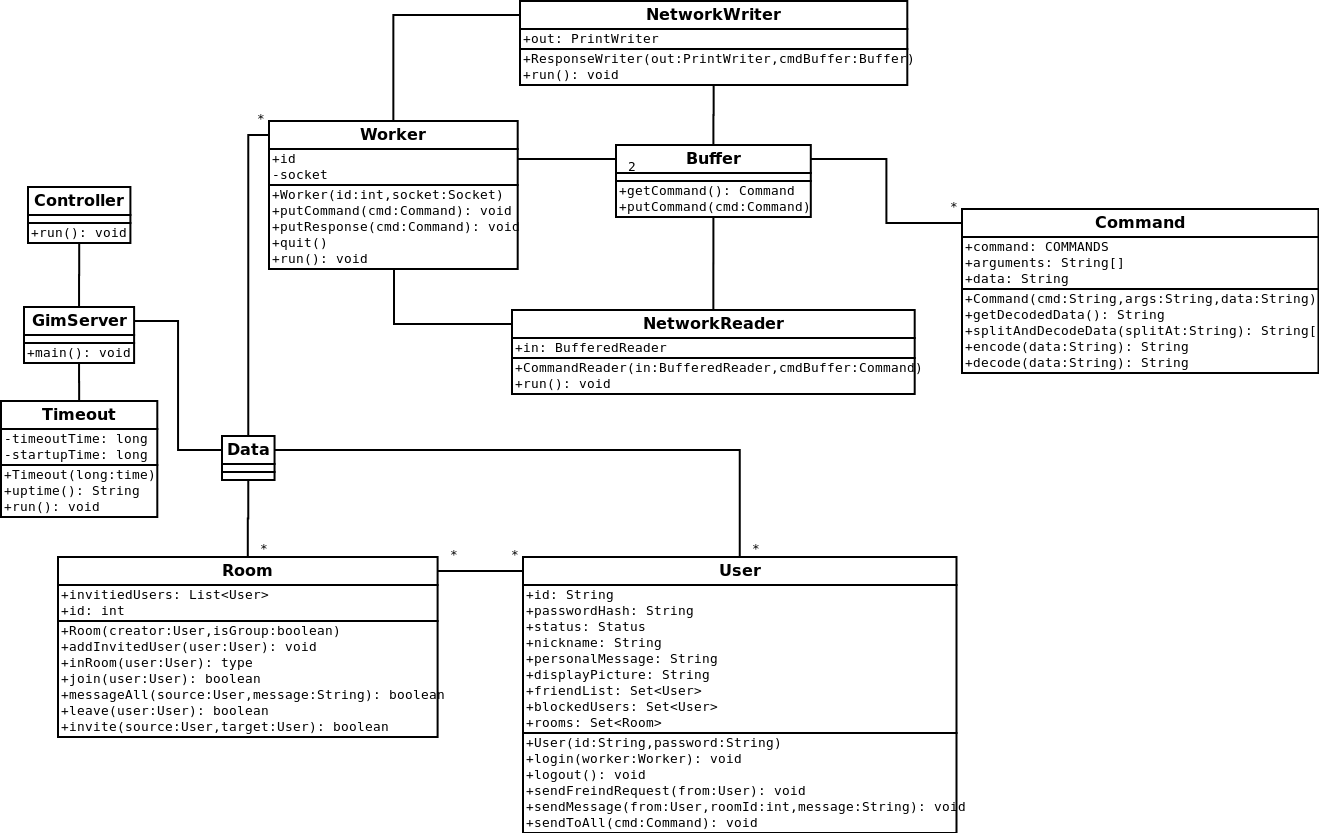 NetworkWriter
+out: PrintWriter
+ResponseWriter(out:PrintWriter,cmdBuffer:Buffer)
+run(): void
*
Worker
+id
-socket
+Worker(id:int,socket:Socket)
+putCommand(cmd:Command): void
+putResponse(cmd:Command): void
+quit()
+run(): void
Buffer
2
+getCommand(): Command
+putCommand(cmd:Command)
*
Command
+command: COMMANDS
+arguments: String[]
+data: String
+Command(cmd:String,args:String,data:String)
+getDecodedData(): String
+splitAndDecodeData(splitAt:String): String[
+encode(data:String): String
+decode(data:String): String
Controller
+run(): void
GimServer
+main(): void
NetworkReader
+in: BufferedReader
+CommandReader(in:BufferedReader,cmdBuffer:Command)
+run(): void
Timeout
-timeoutTime: long
-startupTime: long
+Timeout(long:time)
+uptime(): String
+run(): void
Data
*
*
*
*
Room
+invitiedUsers: List<User>
+id: int
+Room(creator:User,isGroup:boolean)
+addInvitedUser(user:User): void
+inRoom(user:User): type
+join(user:User): boolean
+messageAll(source:User,message:String): boolean
+leave(user:User): boolean
+invite(source:User,target:User): boolean
User
+id: String
+passwordHash: String
+status: Status
+nickname: String
+personalMessage: String
+displayPicture: String
+friendList: Set<User>
+blockedUsers: Set<User>
+rooms: Set<Room>
+User(id:String,password:String)
+login(worker:Worker): void
+logout(): void
+sendFreindRequest(from:User): void
+sendMessage(from:User,roomId:int,message:String): void
+sendToAll(cmd:Command): void